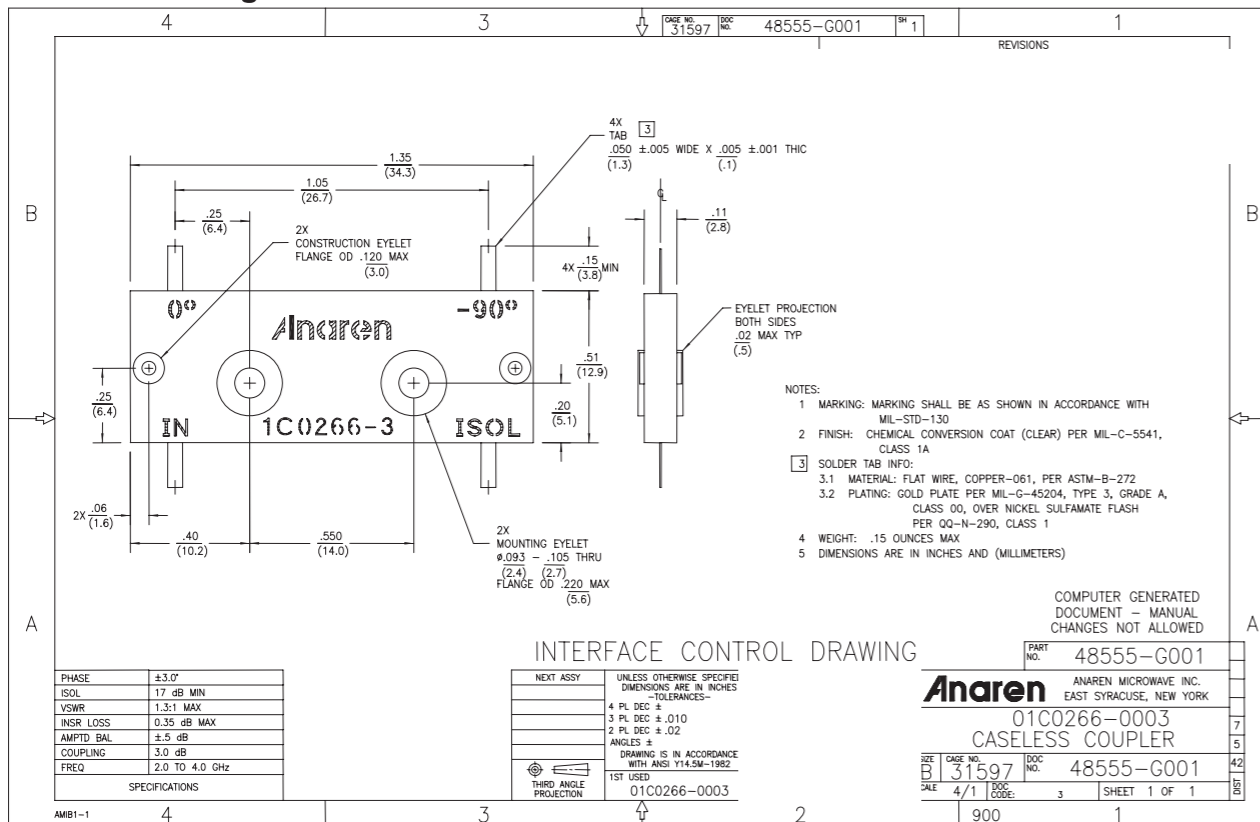 4 3 1
CAGE NO. 31597 DOC NO. 48555-G001 SH 1
REVISIONS
4X
TAB 3
.050 ±.005 WIDE X .005 ±.001 THIC
(1.3) (.1)
1.35
(34.3)
1.05
(26.7)
.25
(6.4)
2X
CONSTRUCTION EYELET
FLANGE OD .120 MAX
(3.0)
4X .15 MIN
(3.8)
℄
.11
(2.8)
B B
0° -90°
Anaren
IN 1C0266-3 ISOL
.51
(12.9)
.20
(5.1)
.25
(6.4)
2X .06
(1.6)
.40
(10.2)
.550
(14.0)
2X
MOUNTING EYELET
ø.093 - .105 THRU
(2.4) (2.7)
FLANGE OD .220 MAX
(5.6)
EYELET PROJECTION
BOTH SIDES
.02 MAX TYP
(.5)
NOTES:
1 MARKING: MARKING SHALL BE AS SHOWN IN ACCORDANCE WITH
MIL-STD-130
2 FINISH: CHEMICAL CONVERSION COAT (CLEAR) PER MIL-C-5541,
CLASS 1A
3 SOLDER TAB INFO:
3.1 MATERIAL: FLAT WIRE, COPPER-061, PER ASTM-B-272
3.2 PLATING: GOLD PLATE PER MIL-G-45204, TYPE 3, GRADE A,
CLASS 00, OVER NICKEL SULFAMATE FLASH
PER QQ-N-290, CLASS 1
4 WEIGHT: .15 OUNCES MAX
5 DIMENSIONS ARE IN INCHES AND (MILLIMETERS)
COMPUTER GENERATED
DOCUMENT - MANUAL
CHANGES NOT ALLOWED
A A
INTERFACE CONTROL DRAWING
PHASE ±3.0°
ISOL 17 dB MIN
VSWR 1.3:1 MAX
INSR LOSS 0.35 dB MAX
AMPTD BAL ±.5 dB
COUPLING 3.0 dB
FREQ 2.0 TO 4.0 GHz
SPECIFICATIONS
NEXT ASSY
UNLESS OTHERWISE SPECIFIE
DIMENSIONS ARE IN INCHES
-TOLERANCES-
4 PL DEC ±
3 PL DEC ±.010
2 PL DEC ±.02
ANGLES ±
DRAWING IS IN ACCORDANCE
WITH ANSI Y14.5M-1982
THIRD ANGLE
PROJECTION
1ST USED
01C0266-0003
PART NO. 48555-G001
Anaren ANAREN MICROWAVE INC.
EAST SYRACUSE, NEW YORK
01C0266-0003
CASELESS COUPLER
SIZE B CAGE NO. 31597 DOC NO. 48555-G001
SCALE 4/1 DOC CODE: 3 SHEET 1 OF 1
7
5
42
DIST
AMIB1-1 4 3 2 900 1